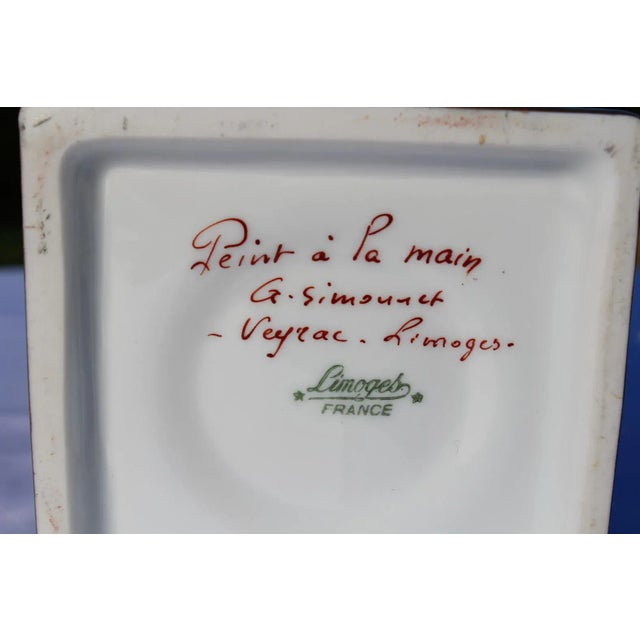 Peint à la main
G. Simonnet
- Veyrac - Limoges -
Limoges
FRANCE